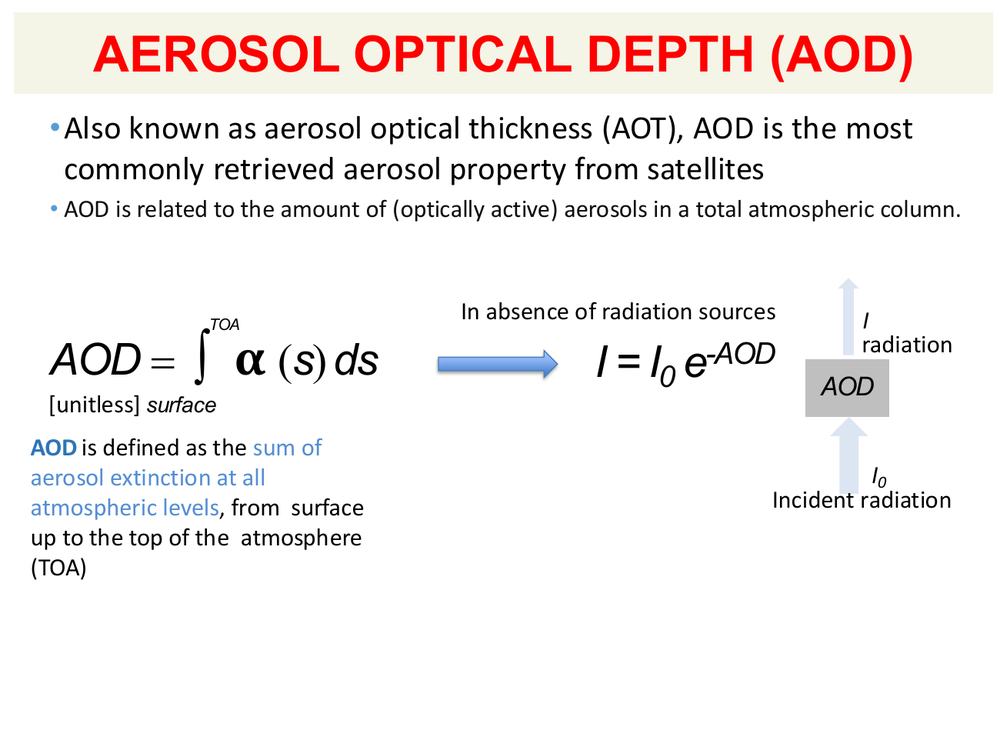 AEROSOL OPTICAL DEPTH (AOD)
•Also known as aerosol optical thickness (AOT), AOD is the most
commonly retrieved aerosol property from satellites
• AOD is related to the amount of (optically active) aerosols in a total atmospheric column.
TOA
AOD = ∫ α (s) ds
[unitless] surface
AOD is defined as the sum of
aerosol extinction at all
atmospheric levels, from surface
up to the top of the atmosphere
(TOA)
In absence of radiation sources
I = I₀ e⁻ᴬᴼᴰ
I
radiation
AOD
I₀
Incident radiation